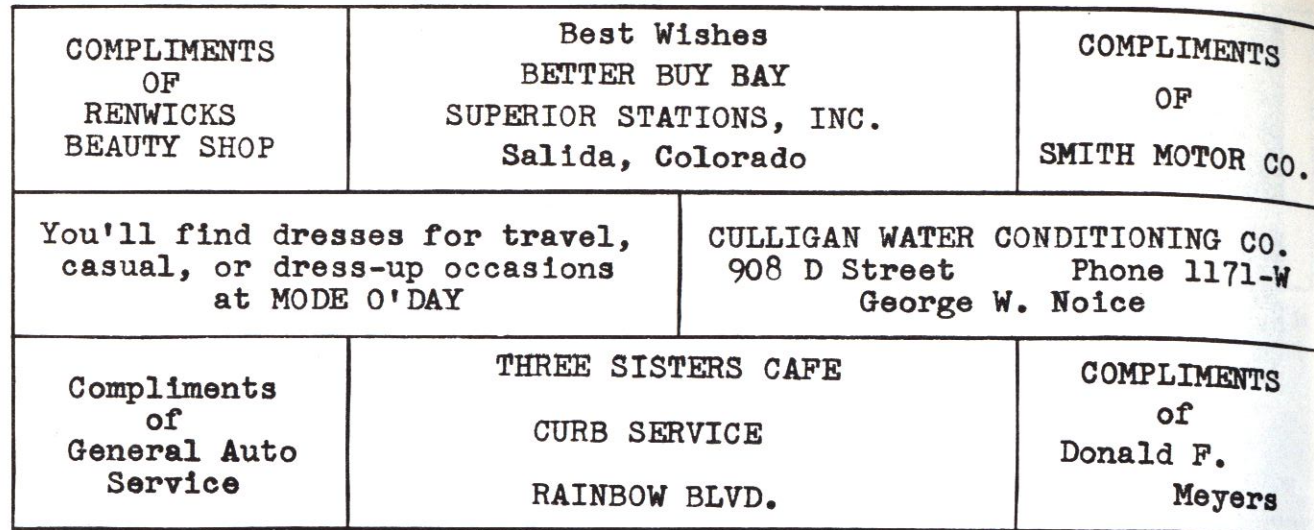 COMPLIMENTS
OF
RENWICKS
BEAUTY SHOP
Best Wishes
BETTER BUY BAY
SUPERIOR STATIONS, INC.
Salida, Colorado
COMPLIMENTS
OF
SMITH MOTOR CO.
You'll find dresses for travel,
casual, or dress-up occasions
at MODE O'DAY
CULLIGAN WATER CONDITIONING CO.
908 D Street Phone 1171-W
George W. Noice
Compliments
of
General Auto
Service
THREE SISTERS CAFE
CURB SERVICE
RAINBOW BLVD.
COMPLIMENTS
of
Donald F.
Meyers